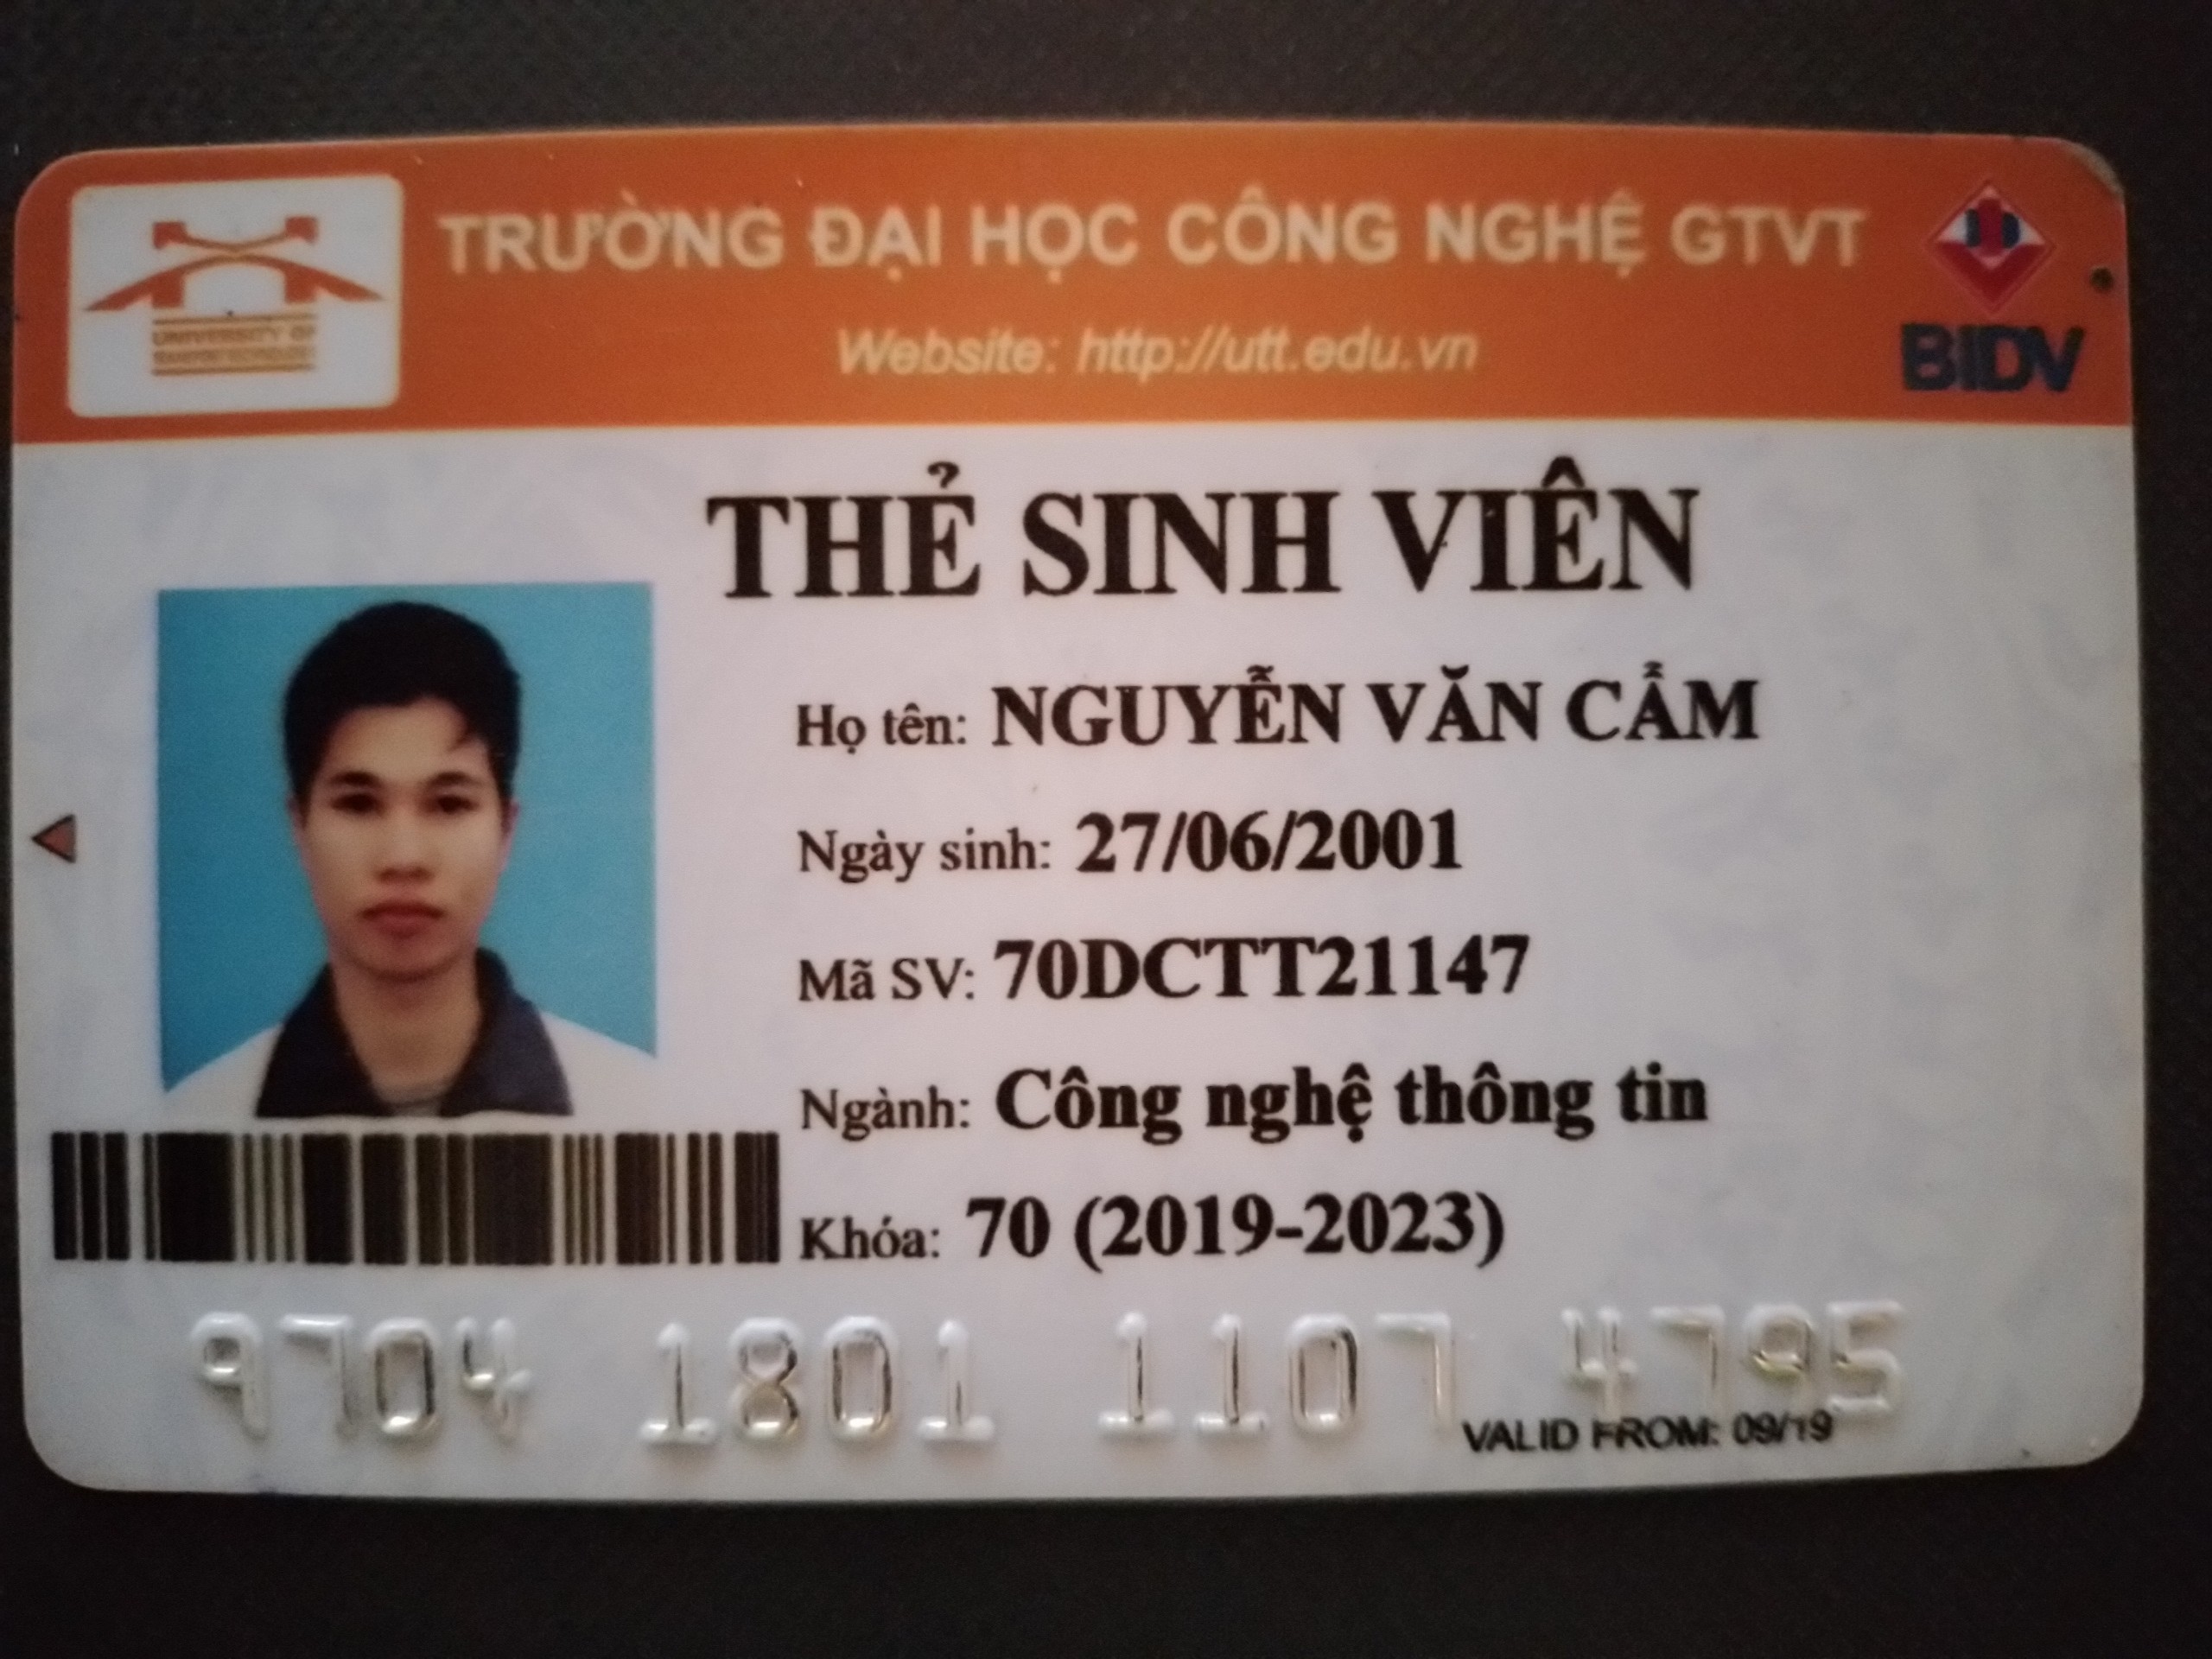 TRƯỜNG ĐẠI HỌC CÔNG NGHỆ GTVT
Website: http://utt.edu.vn
UNIVERSITY OF
BIDV
THẺ SINH VIÊN
Họ tên: NGUYỄN VĂN CẨM
Ngày sinh: 27/06/2001
Mã SV: 70DCTT21147
Ngành: Công nghệ thông tin
Khóa: 70 (2019-2023)
9704 1801 1107 4795
VALID FROM: 09/19